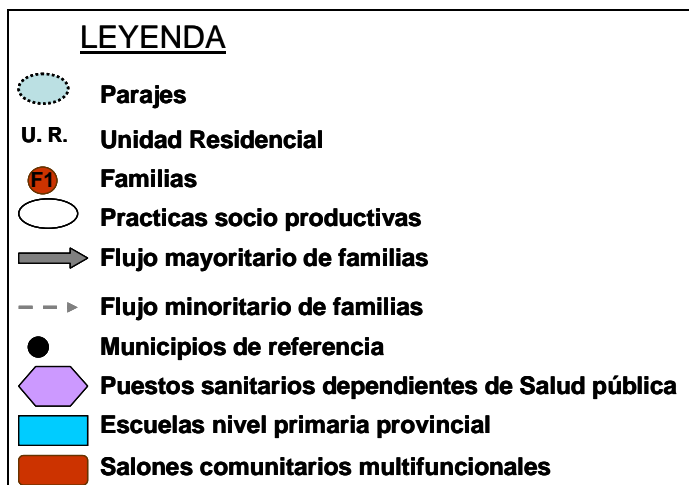 LEYENDA
Parajes
U. R. Unidad Residencial
F1 Familias
Practicas socio productivas
Flujo mayoritario de familias
Flujo minoritario de familias
Municipios de referencia
Puestos sanitarios dependientes de Salud pública
Escuelas nivel primaria provincial
Salones comunitarios multifuncionales